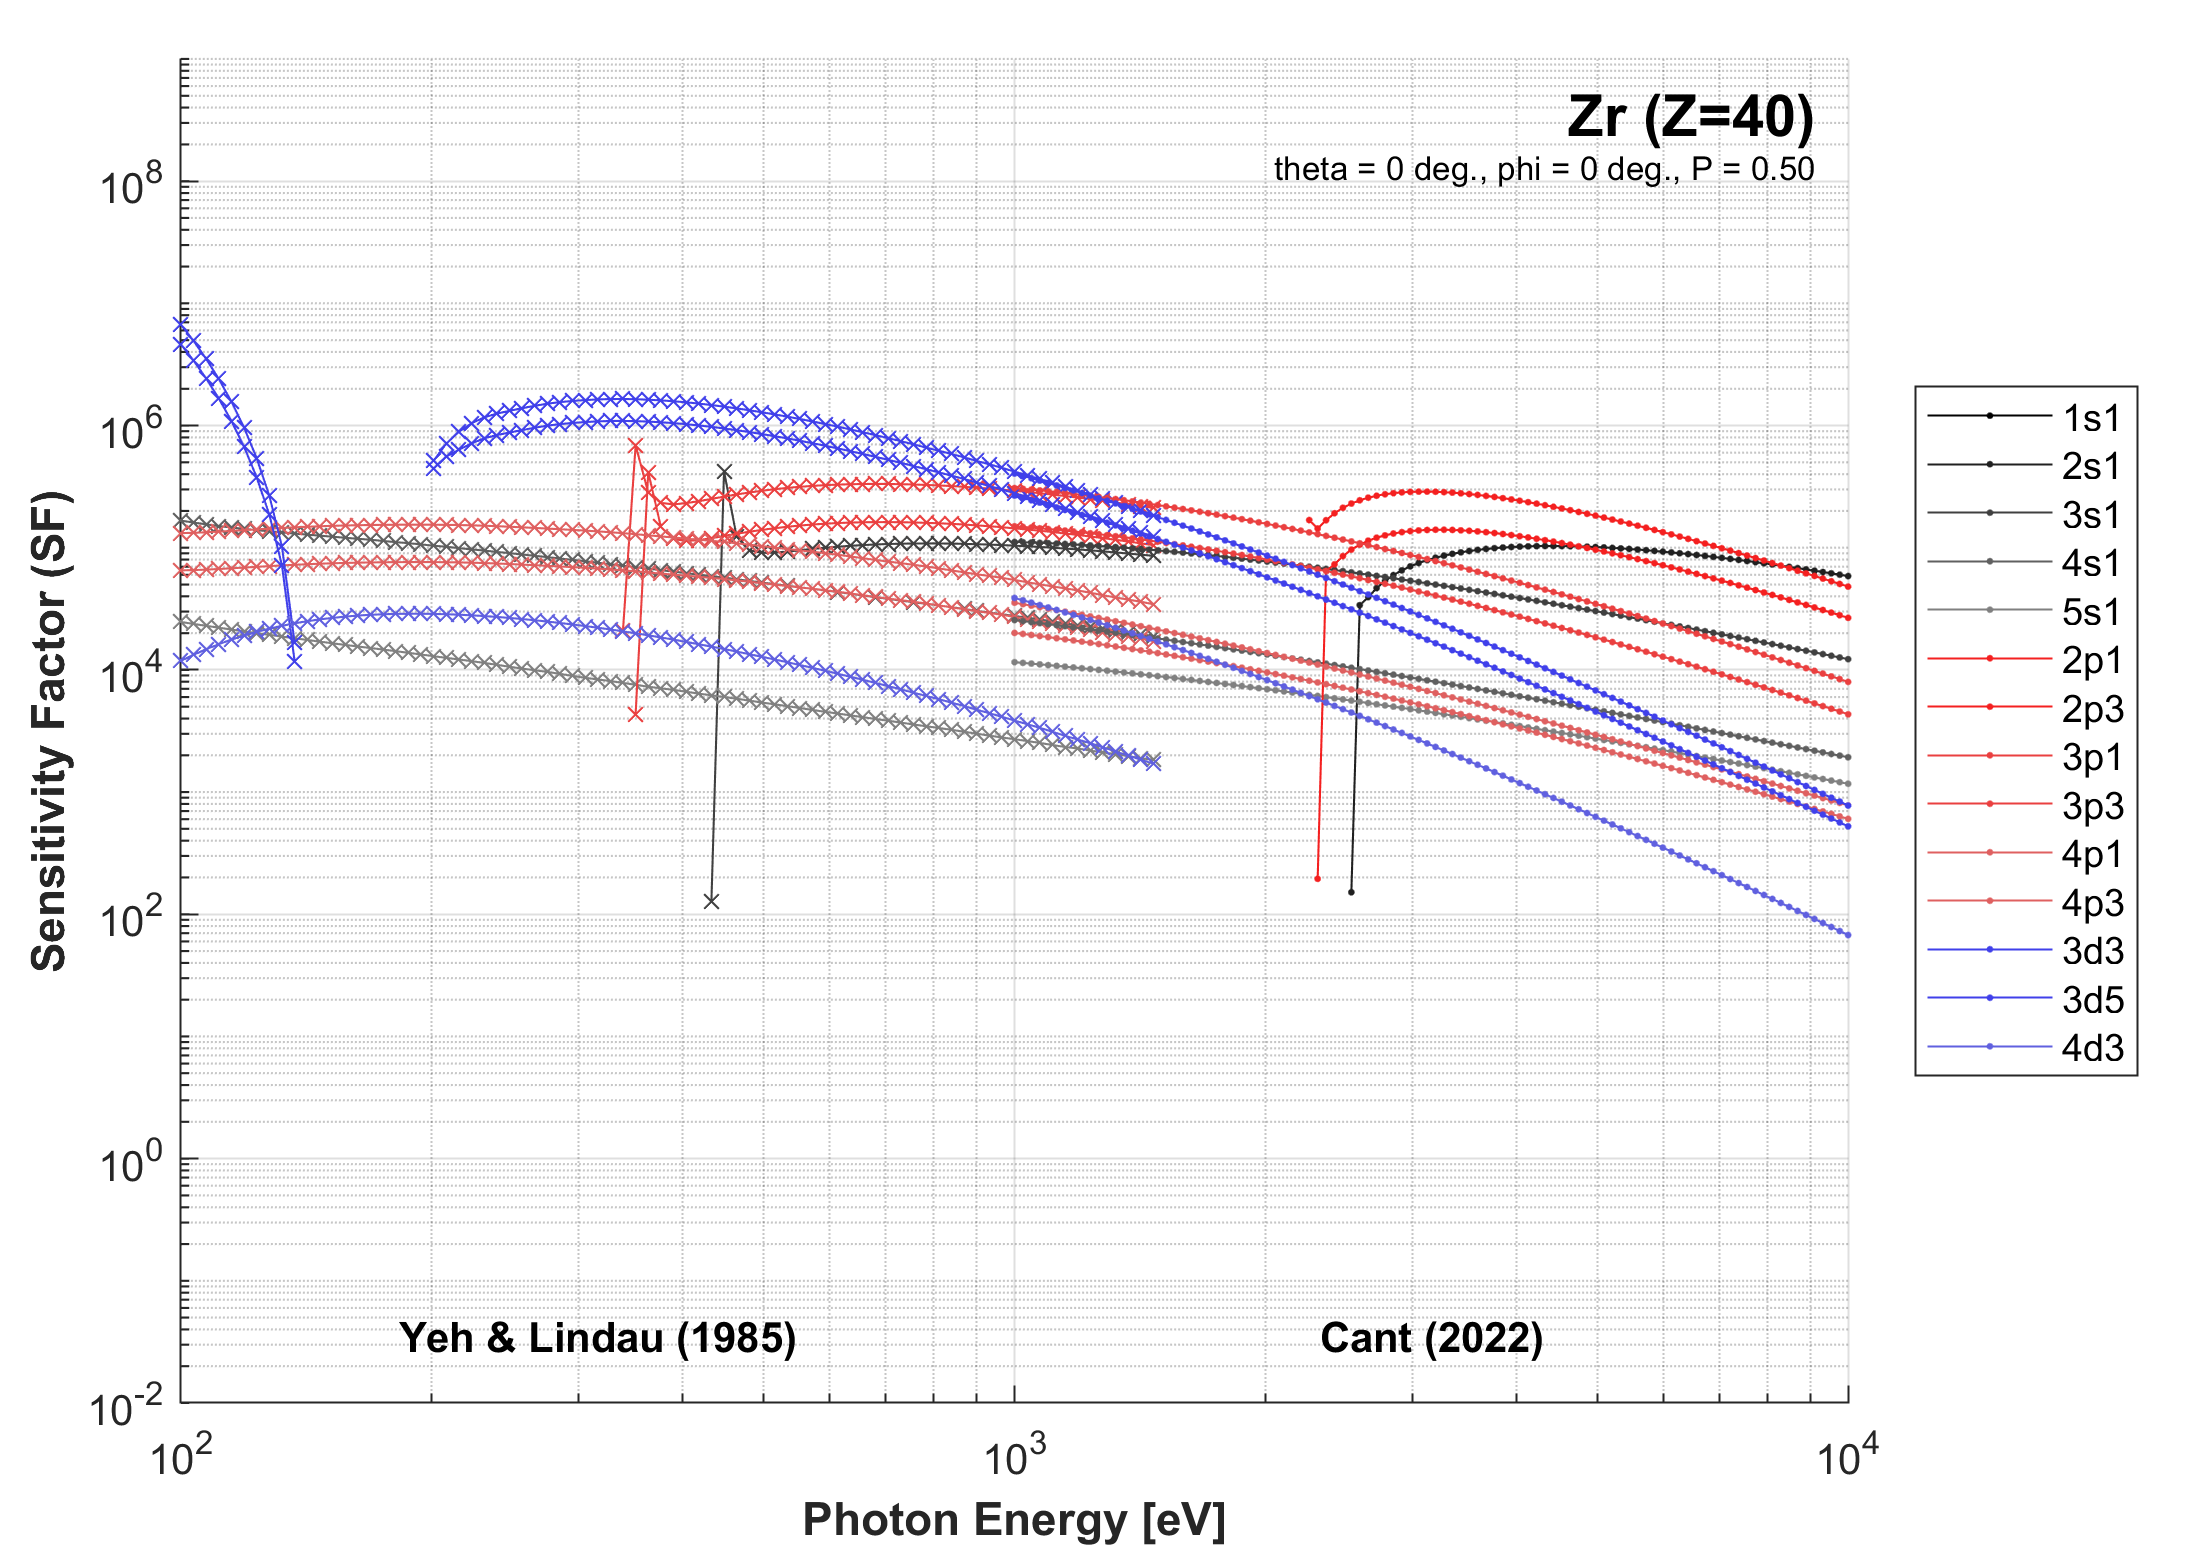 Zr (Z=40)
theta = 0 deg., phi = 0 deg., P = 0.50
Sensitivity Factor (SF)
10^8
10^6
10^4
10^2
10^0
10^-2
Yeh & Lindau (1985)
Cant (2022)
10^2
10^3
10^4
Photon Energy [eV]
1s1
2s1
3s1
4s1
5s1
2p1
2p3
3p1
3p3
4p1
4p3
3d3
3d5
4d3